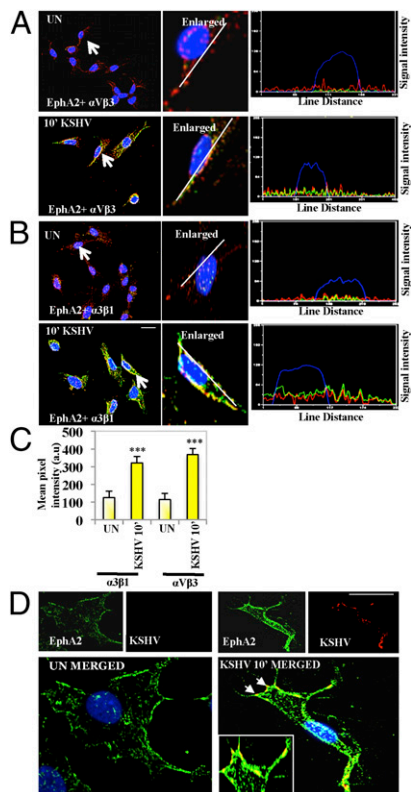 A
UN
EphA2+ αVβ3
Enlarged
Signal intensity
Line Distance
10' KSHV
EphA2+ αVβ3
Enlarged
Signal intensity
Line Distance
B
UN
EphA2+ α3β1
Enlarged
Signal intensity
Line Distance
10' KSHV
EphA2+ α3β1
Enlarged
Signal intensity
Line Distance
C
Mean pixel
intensity (a.u)
500
400
300
200
100
0
***
***
UN
KSHV 10'
UN
KSHV 10'
α3β1
αVβ3
D
EphA2
KSHV
EphA2
KSHV
UN MERGED
KSHV 10' MERGED